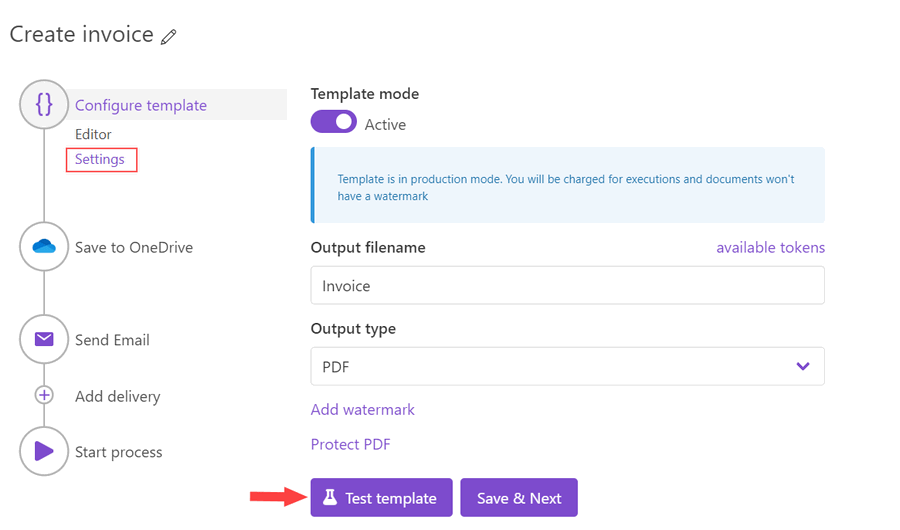 Create invoice
Configure template
Editor
Settings
Save to OneDrive
Send Email
Add delivery
Start process
Template mode
Active
Template is in production mode. You will be charged for executions and documents won't
have a watermark
Output filename
available tokens
Invoice
Output type
PDF
Add watermark
Protect PDF
Test template
Save & Next